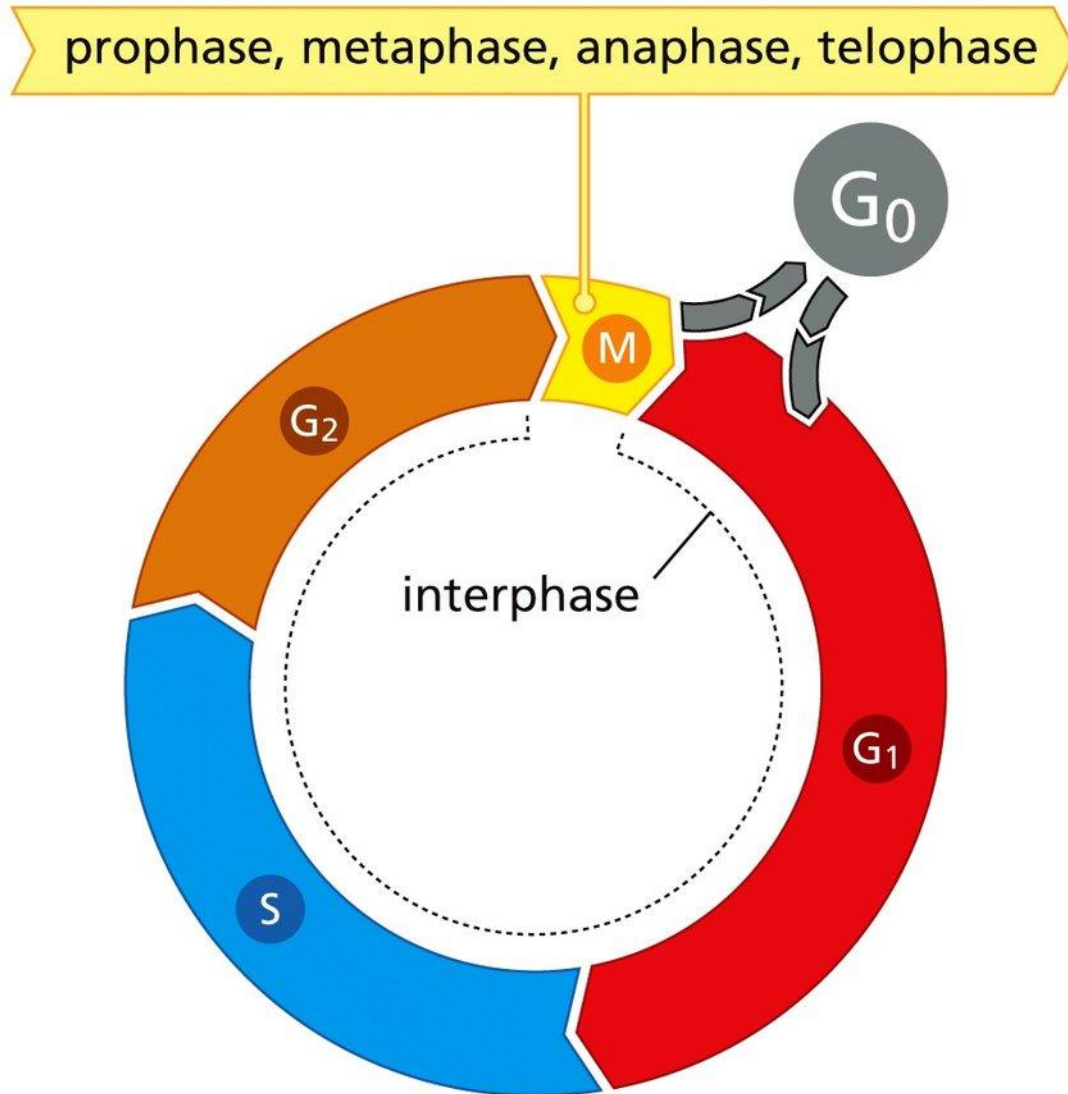 prophase, metaphase, anaphase, telophase
G₀
M
G₂
interphase
G₁
S